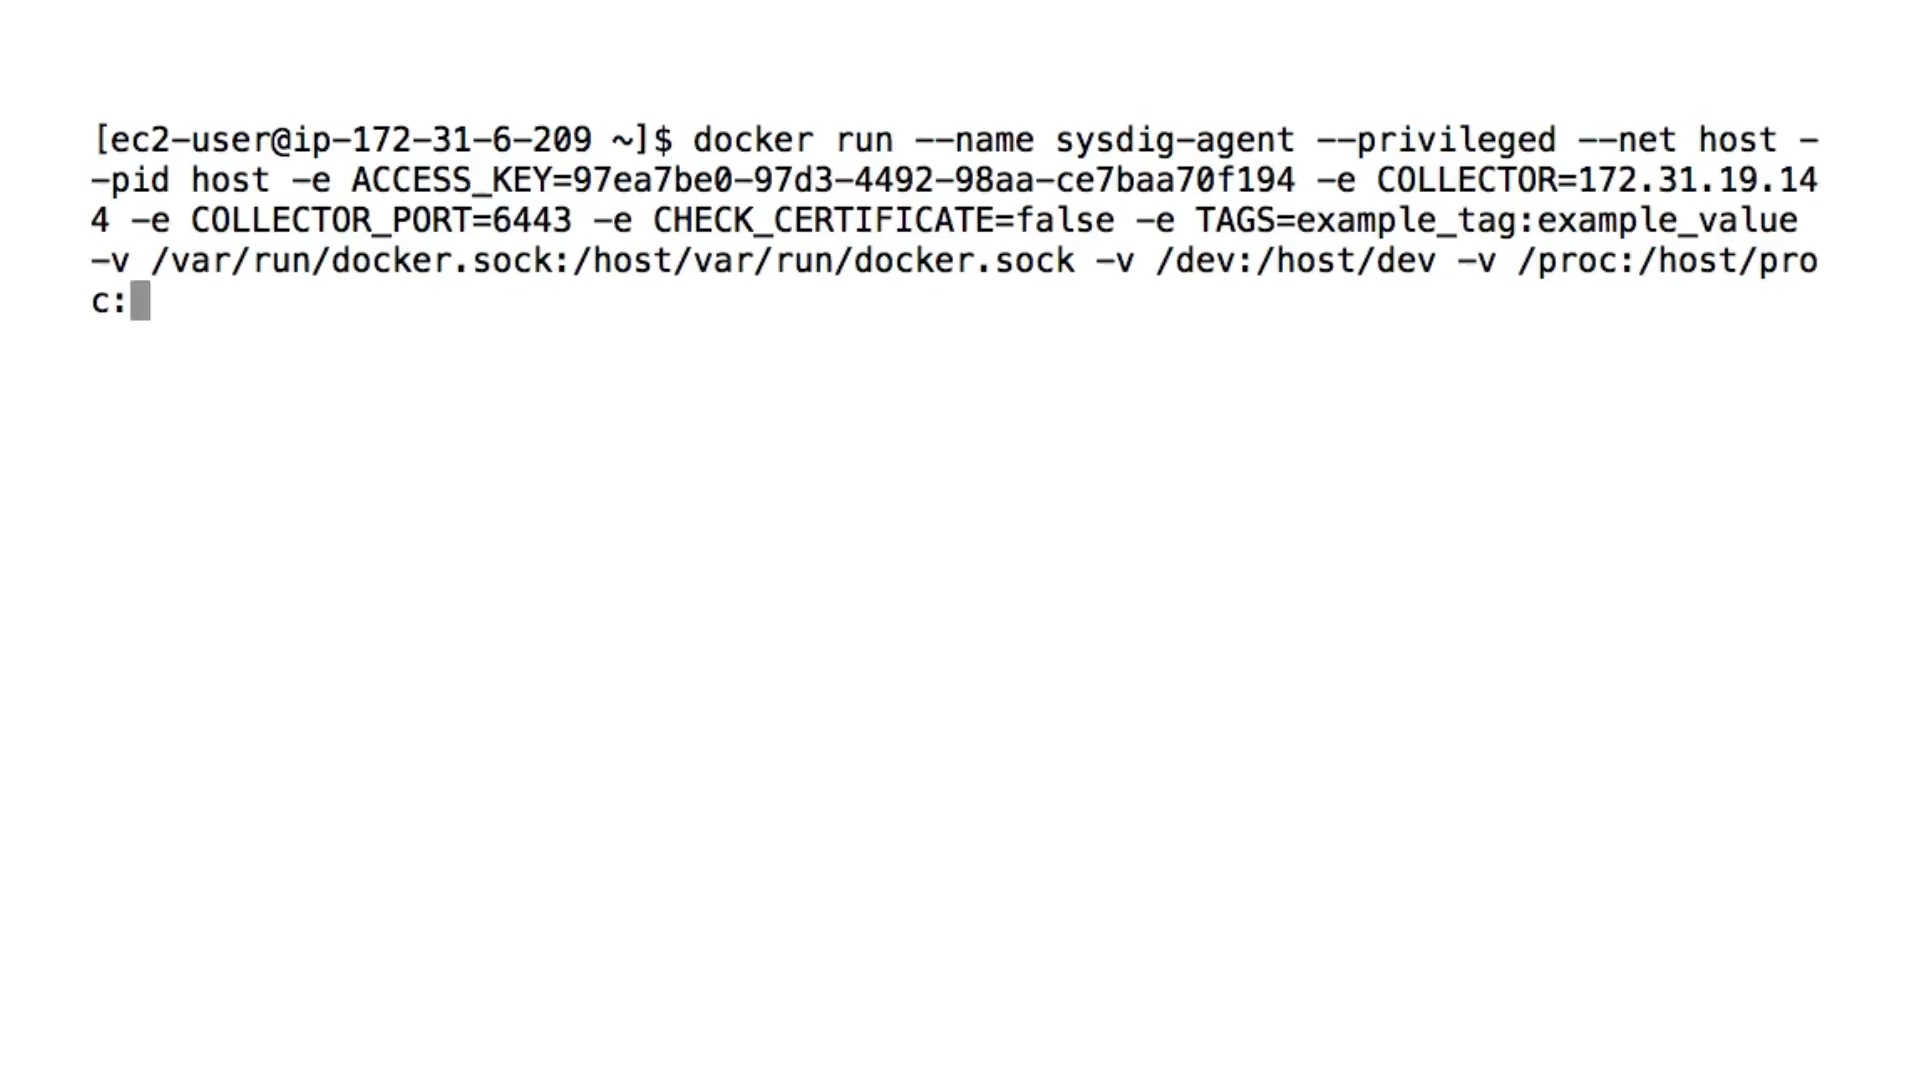 [ec2-user@ip-172-31-6-209 ~]$ docker run --name sysdig-agent --privileged --net host -
-pid host -e ACCESS_KEY=97ea7be0-97d3-4492-98aa-ce7baa70f194 -e COLLECTOR=172.31.19.14
4 -e COLLECTOR_PORT=6443 -e CHECK_CERTIFICATE=false -e TAGS=example_tag:example_value
-v /var/run/docker.sock:/host/var/run/docker.sock -v /dev:/host/dev -v /proc:/host/pro
c: